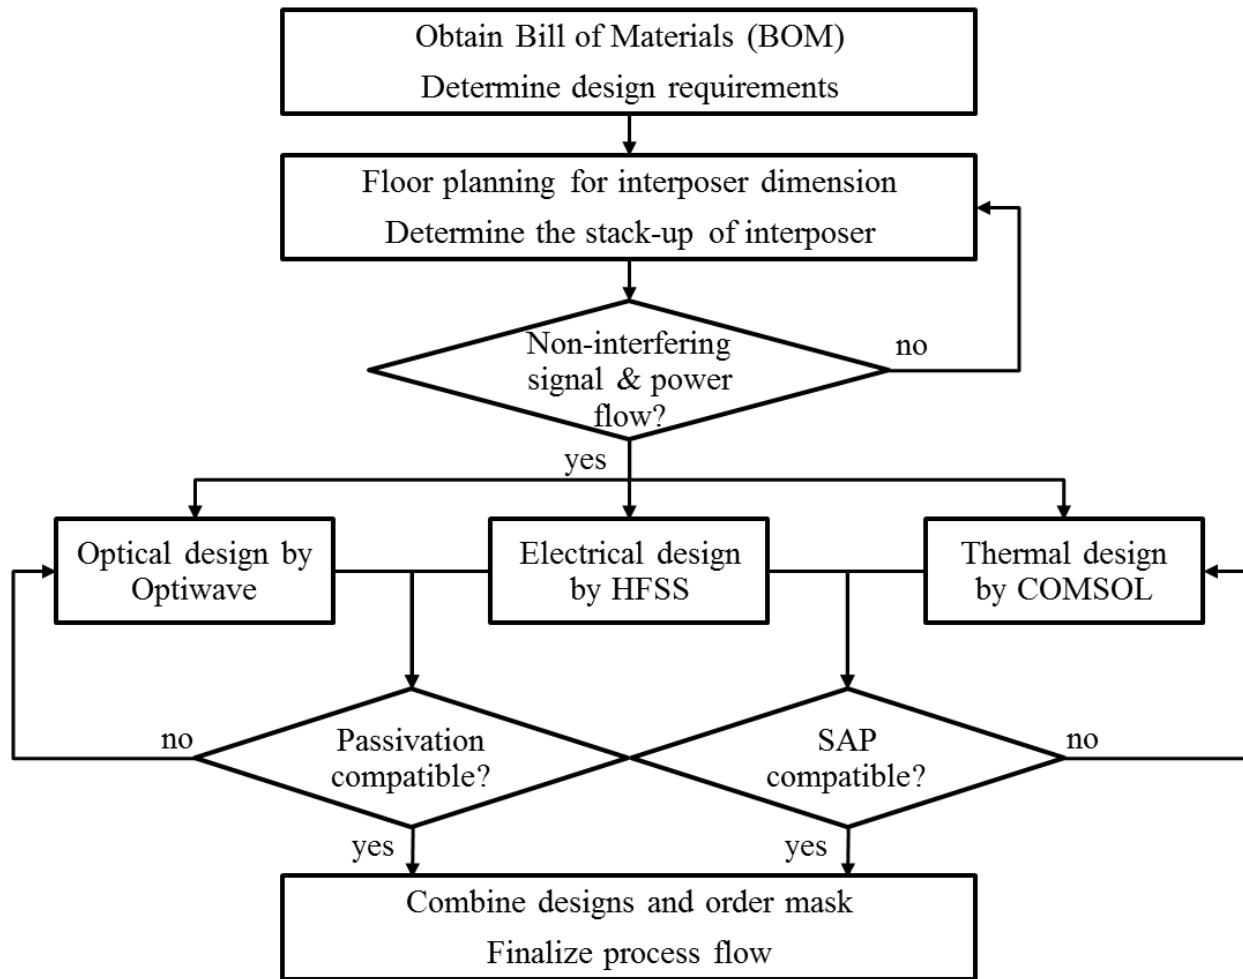 Obtain Bill of Materials (BOM)
Determine design requirements
Floor planning for interposer dimension
Determine the stack-up of interposer
Non-interfering
signal & power
flow?
no
yes
Optical design by
Optiwave
Electrical design
by HFSS
Thermal design
by COMSOL
no
Passivation
compatible?
SAP
compatible?
no
yes
yes
Combine designs and order mask
Finalize process flow